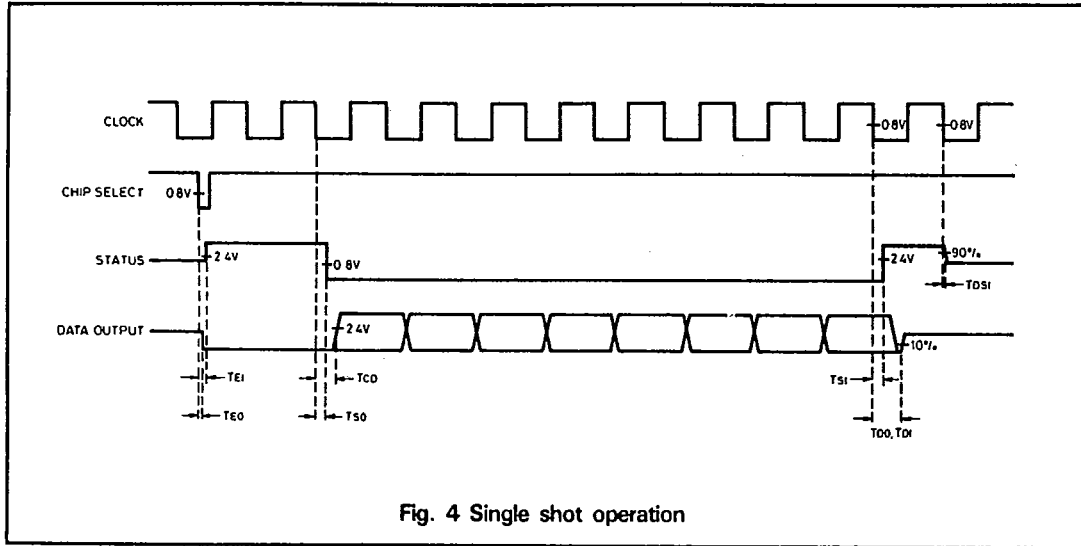 CLOCK
0·8V
0·8V
CHIP SELECT
0·8V
STATUS
2·4V
0·8V
2·4V
90%
TDSI
DATA OUTPUT
2·4V
10%
TEI
TCD
TSI
TEO
TSO
TDO, TDI
Fig. 4 Single shot operation